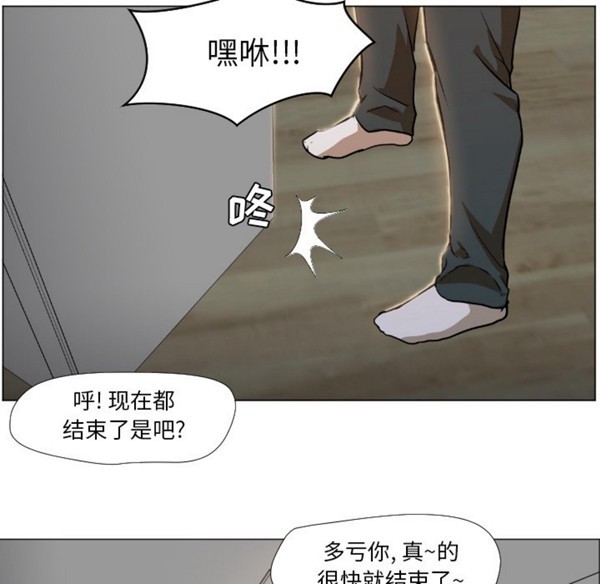 嘿咻!!!
咚
呼! 现在都
结束了是吧?
多亏你, 真~的
很快就结束了~